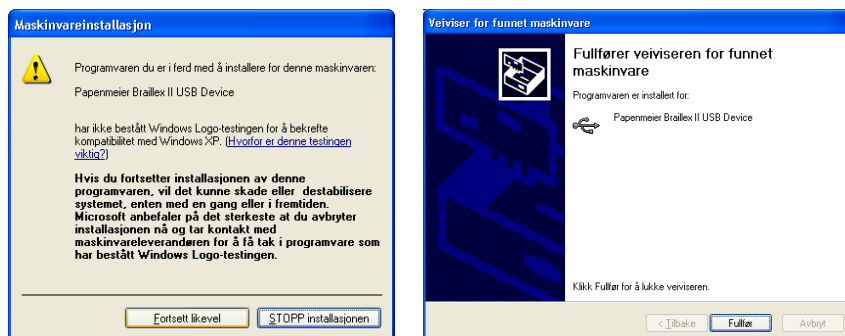 Maskinvareinstallasjon
Programvaren du er i ferd med å installere for denne maskinvaren:
Papenmeier Braillex II USB Device
har ikke bestått Windows Logo-testingen for å bekrefte
kompatibilitet med Windows XP. (Hvorfor er denne testingen
viktig?)
Hvis du fortsetter installasjonen av denne
programvaren, vil det kunne skade eller destabilisere
systemet, enten med en gang eller i fremtiden.
Microsoft anbefaler på det sterkeste at du avbryter
installasjonen nå og tar kontakt med
maskinvareleverandøren for å få tak i programvare som
har bestått Windows Logo-testingen.
Fortsett likevel
STOPP installasjonen
Veiviser for funnet maskinvare
Fullfører veiviseren for funnet
maskinvare
Programvaren er installert for:
Papenmeier Braillex II USB Device
Klikk Fullfør for å lukke veiviseren.
< Tilbake
Fullfør
Avbryt